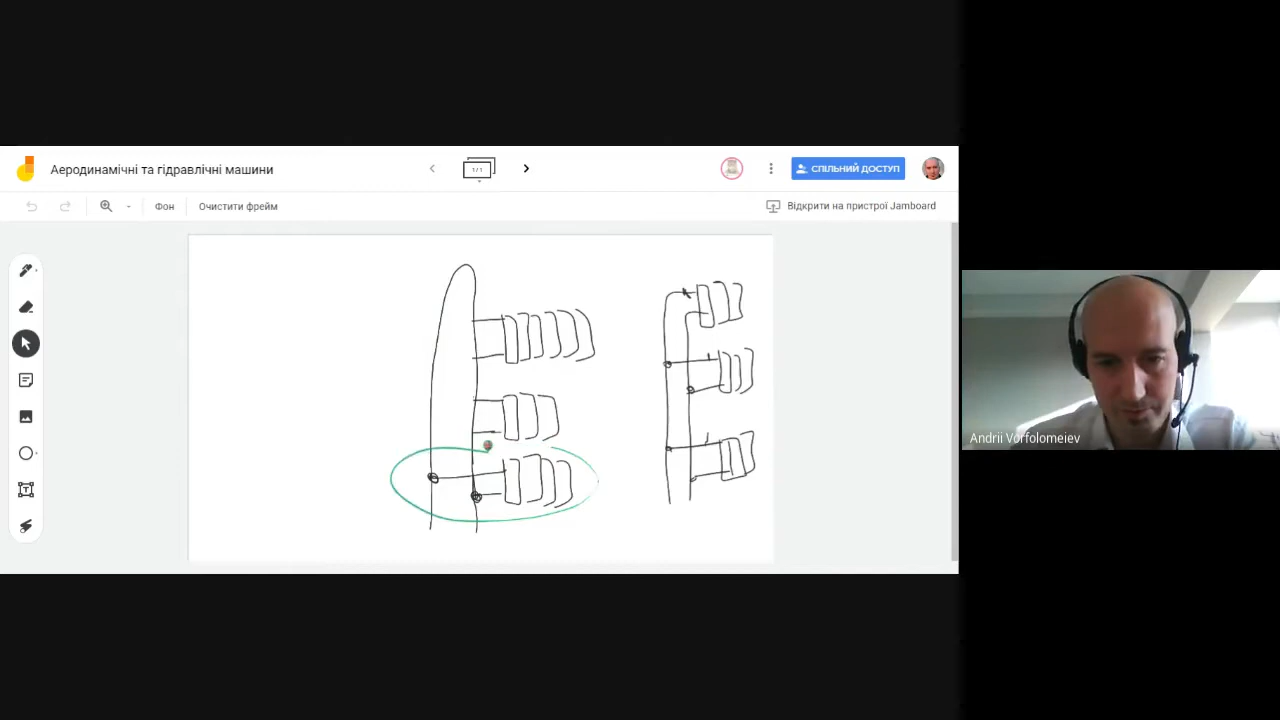 Аеродинамічні та гідравлічні машини
1/1
СПІЛЬНИЙ ДОСТУП
Фон
Очистити фрейм
Відкрити на пристрої Jamboard
Andrii Vorfolomeiev